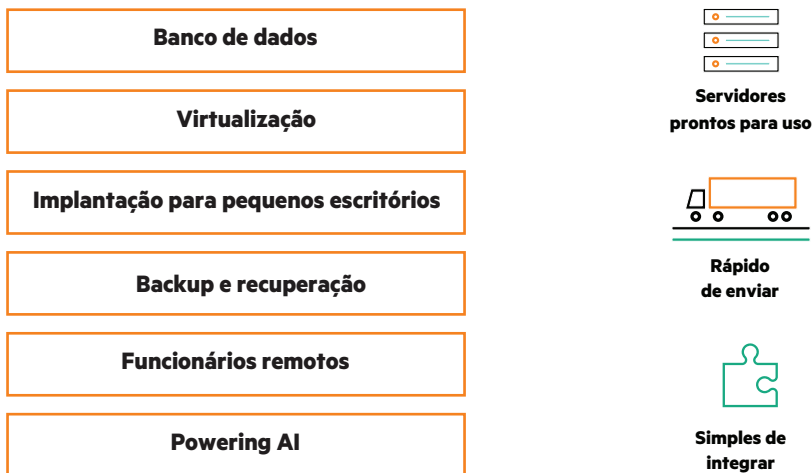 Banco de dados
Virtualização
Implantação para pequenos escritórios
Backup e recuperação
Funcionários remotos
Powering AI
Servidores
prontos para uso
Rápido
de enviar
Simples de
integrar